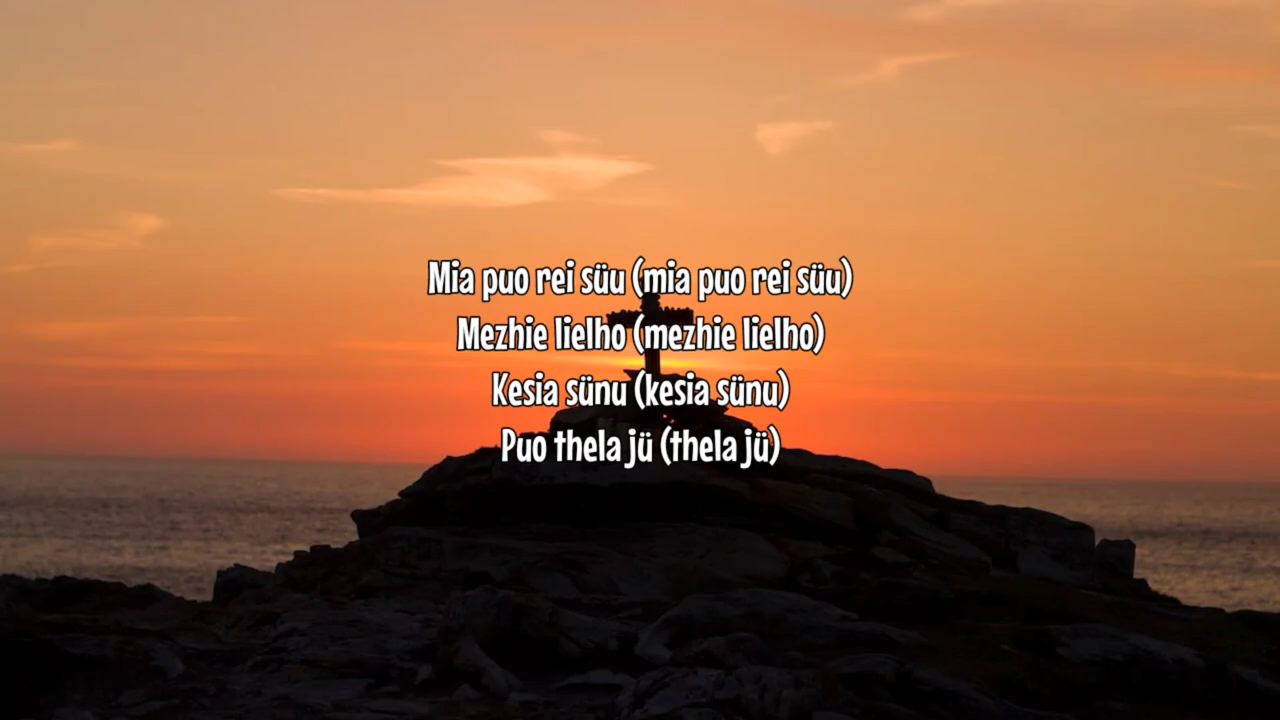 Mia puo rei süu (mia puo rei süu)
Mezhie lielho (mezhie lielho)
Kesia sünu (kesia sünu)
Puo thela jü (thela jü)